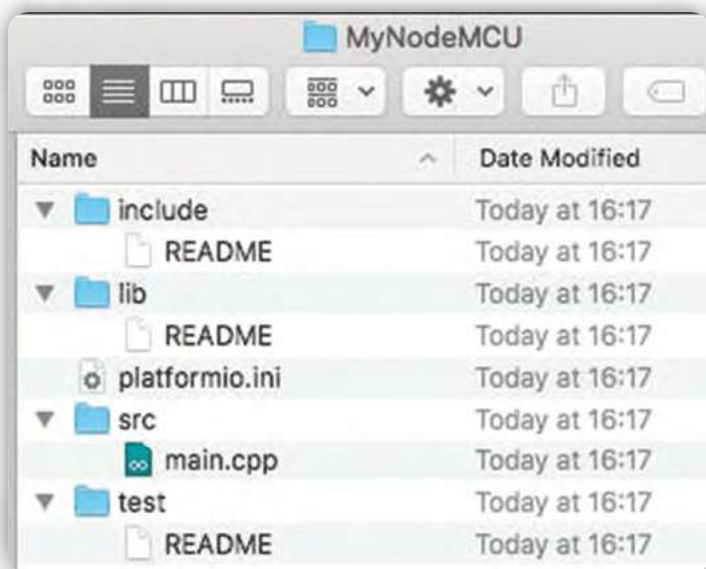 MyNodeMCU
Name Date Modified
include Today at 16:17
README Today at 16:17
lib Today at 16:17
README Today at 16:17
platformio.ini Today at 16:17
src Today at 16:17
main.cpp Today at 16:17
test Today at 16:17
README Today at 16:17